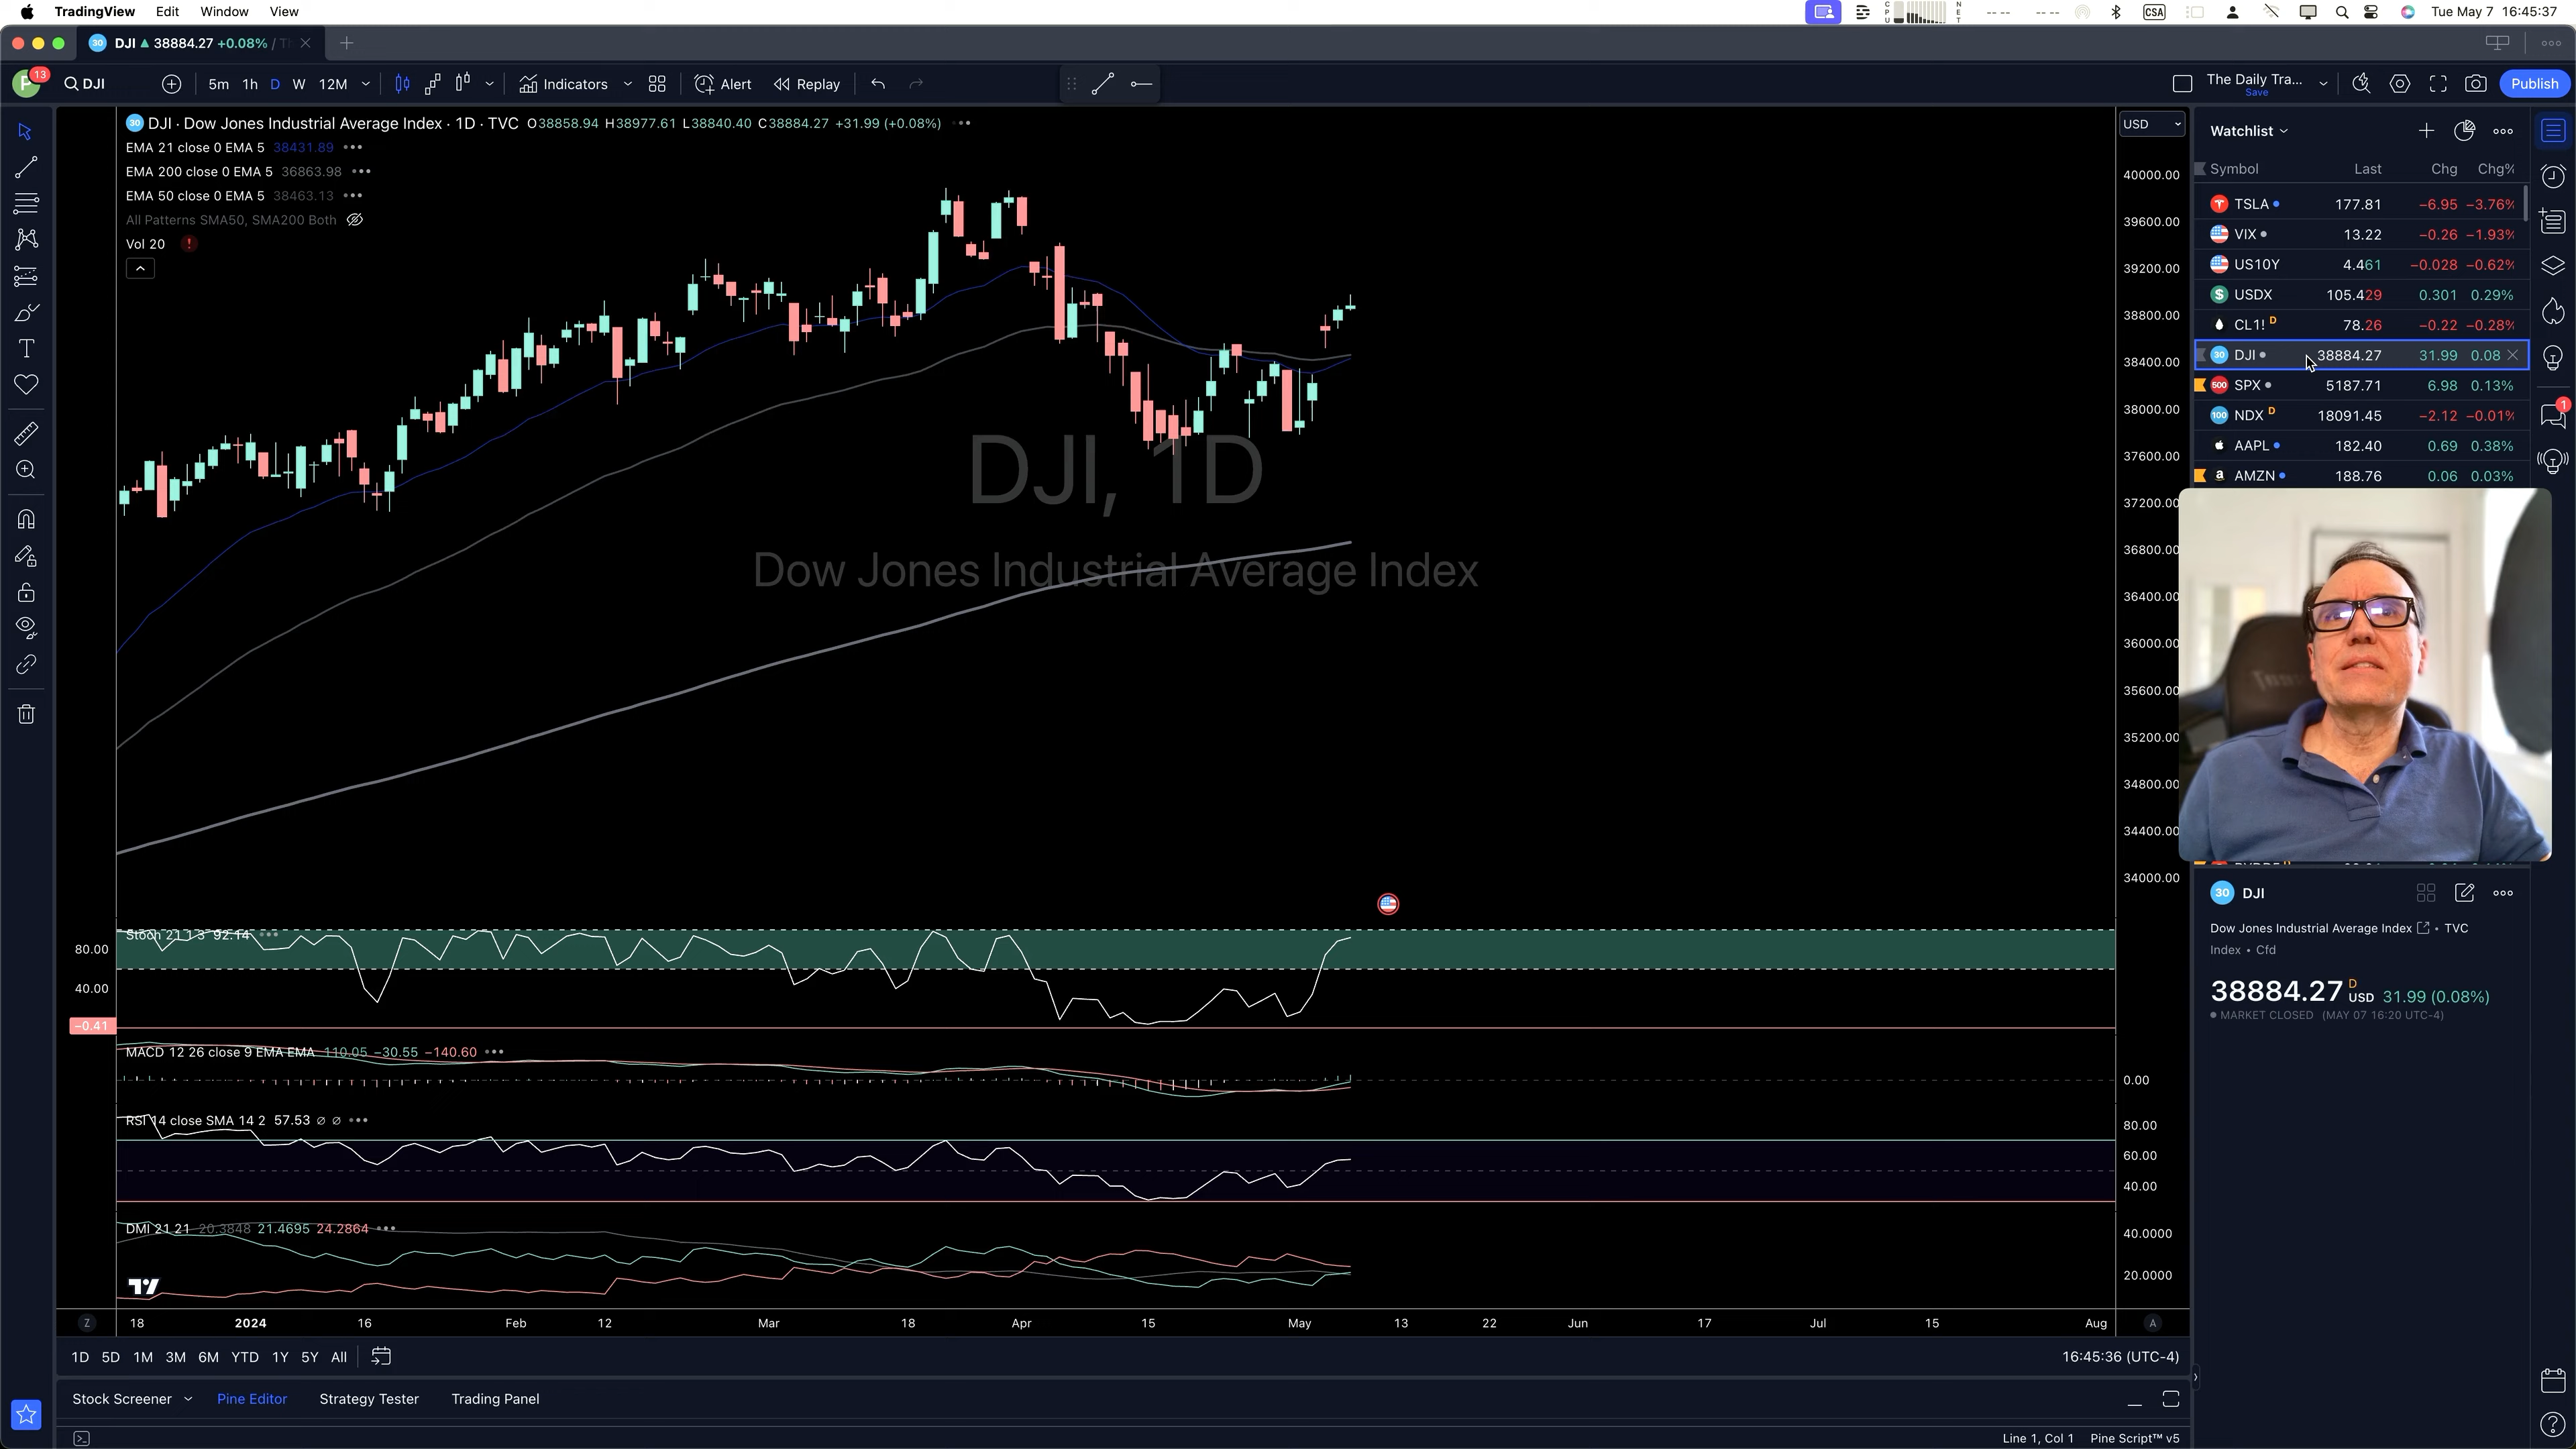 TradingView Edit Window View
CSA Tue May 7 16:45:37
30 DJI ▲ 38884.27 +0.08%
13
DJI 5m 1h D W 12M Indicators Alert Replay The Daily Tra... Save Publish
30 DJI · Dow Jones Industrial Average Index · 1D · TVC O38858.94 H38977.61 L38840.40 C38884.27 +31.99 (+0.08%)
EMA 21 close 0 EMA 5 38431.89
EMA 200 close 0 EMA 5 36863.98
EMA 50 close 0 EMA 5 38463.13
All Patterns SMA50, SMA200 Both
Vol 20
DJI, 1D
Dow Jones Industrial Average Index
USD
40000.00
39600.00
39200.00
38800.00
38400.00
38000.00
37600.00
37200.00
36800.00
36400.00
36000.00
35600.00
35200.00
34800.00
34400.00
34000.00
Stoch 21 1 3 92.14
80.00
40.00
−0.41
MACD 12 26 close 9 EMA EMA 110.05 −30.55 −140.60
0.00
RSI 14 close SMA 14 2 57.53 ∅ ∅
80.00
60.00
40.00
DMI 21 21 20.3848 21.4695 24.2864
40.0000
20.0000
Z 18 2024 16 Feb 12 Mar 18 Apr 15 May 13 22 Jun 17 Jul 15 Aug A
1D 5D 1M 3M 6M YTD 1Y 5Y All 16:45:36 (UTC-4)
Stock Screener Pine Editor Strategy Tester Trading Panel
Line 1, Col 1 Pine Script™ v5
Watchlist
Symbol Last Chg Chg%
TSLA 177.81 −6.95 −3.76%
VIX 13.22 −0.26 −1.93%
US10Y 4.461 −0.028 −0.62%
USDX 105.429 0.301 0.29%
CL1! D 78.26 −0.22 −0.28%
30 DJI 38884.27 31.99 0.08
500 SPX 5187.71 6.98 0.13%
100 NDX D 18091.45 −2.12 −0.01%
AAPL 182.40 0.69 0.38%
AMZN 188.76 0.06 0.03%
1
30 DJI
Dow Jones Industrial Average Index • TVC
Index • Cfd
38884.27 D USD 31.99 (0.08%)
MARKET CLOSED (MAY 07 16:20 UTC-4)